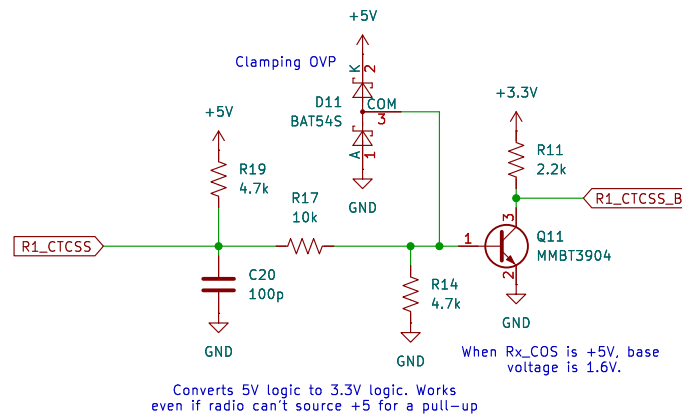 +5V
Clamping OVP
K
2
D11
COM
BAT54S
3
+3.3V
+5V
A
1
R19
4.7k
R11
2.2k
GND
R17
10k
R1_CTCSS_B
R1_CTCSS
1
3
Q11
MMBT3904
2
C20
100p
R14
4.7k
GND
GND
GND
When Rx_COS is +5V, base
voltage is 1.6V.
Converts 5V logic to 3.3V logic. Works
even if radio can't source +5 for a pull-up